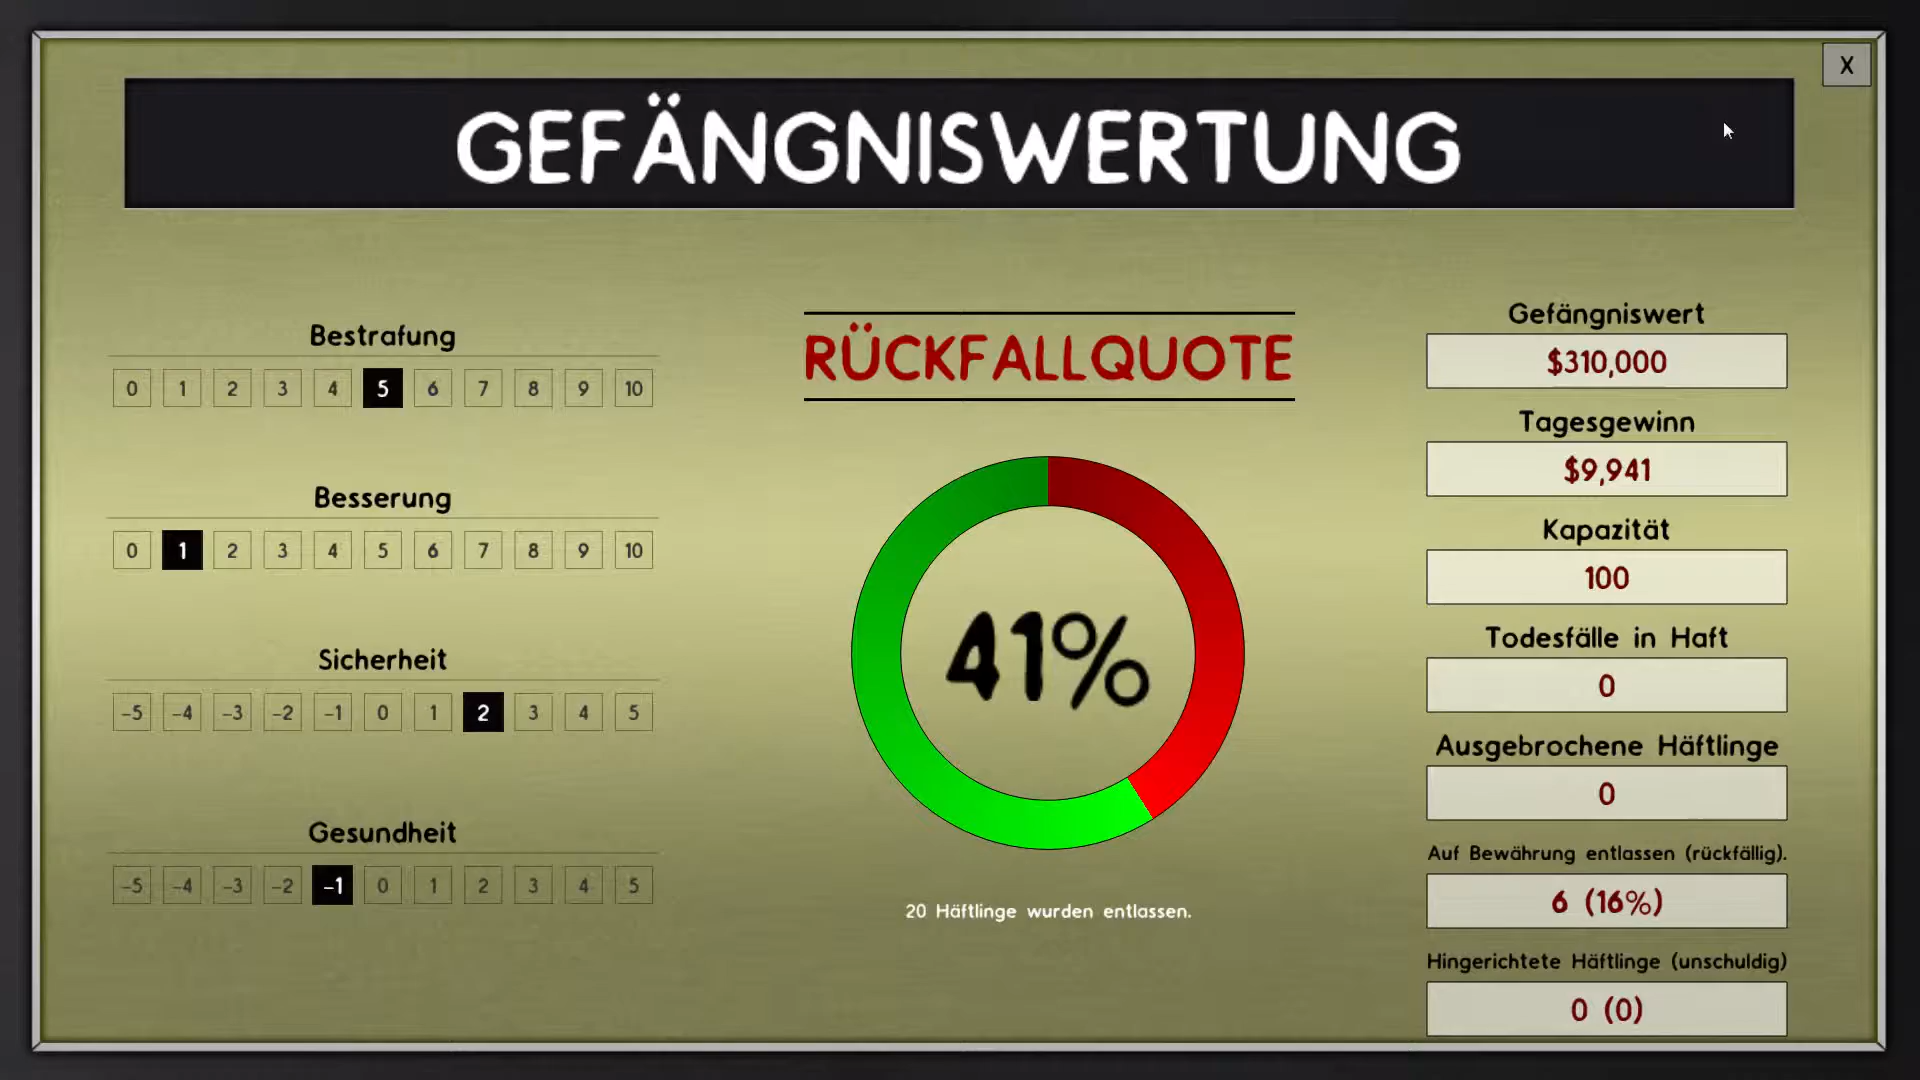 X
GEFÄNGNISWERTUNG
Bestrafung
0 1 2 3 4 5 6 7 8 9 10
Besserung
0 1 2 3 4 5 6 7 8 9 10
Sicherheit
-5 -4 -3 -2 -1 0 1 2 3 4 5
Gesundheit
-5 -4 -3 -2 -1 0 1 2 3 4 5
RÜCKFALLQUOTE
41%
20 Häftlinge wurden entlassen.
Gefängniswert
$310,000
Tagesgewinn
$9,941
Kapazität
100
Todesfälle in Haft
0
Ausgebrochene Häftlinge
0
Auf Bewährung entlassen (rückfällig).
6 (16%)
Hingerichtete Häftlinge (unschuldig)
0 (0)